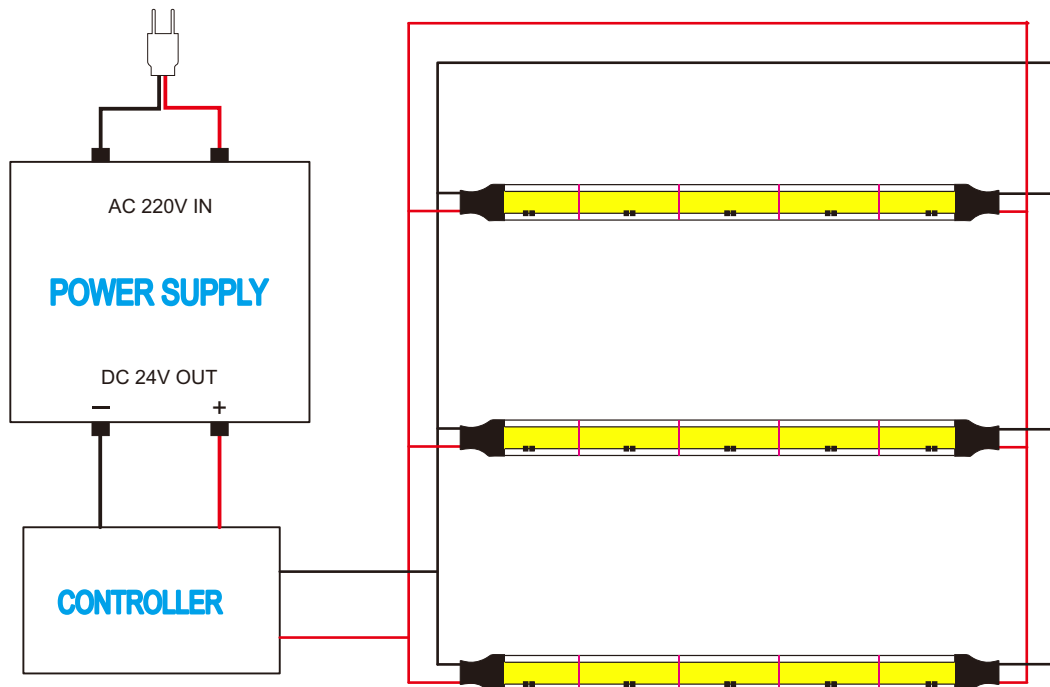 AC 220V IN
POWER SUPPLY
DC 24V OUT
— +
CONTROLLER